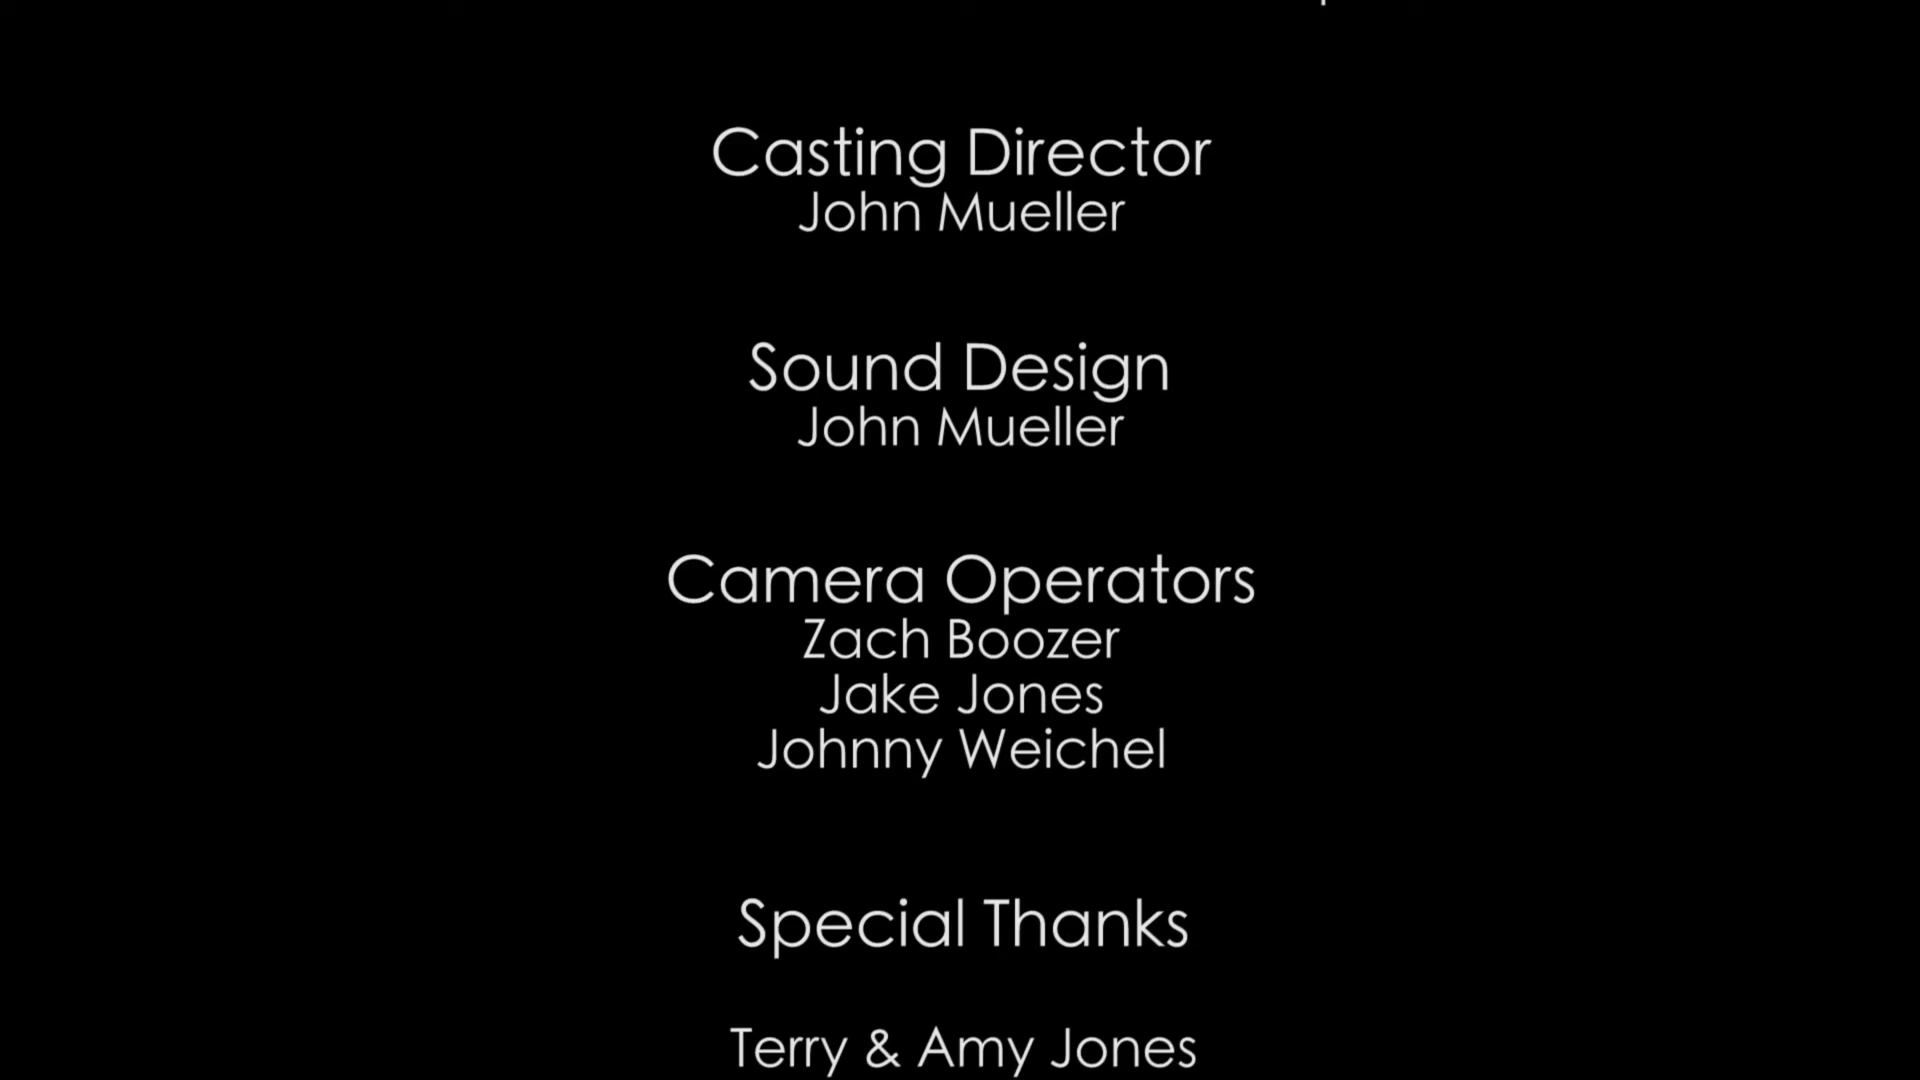 Casting Director
John Mueller
Sound Design
John Mueller
Camera Operators
Zach Boozer
Jake Jones
Johnny Weichel
Special Thanks
Terry & Amy Jones